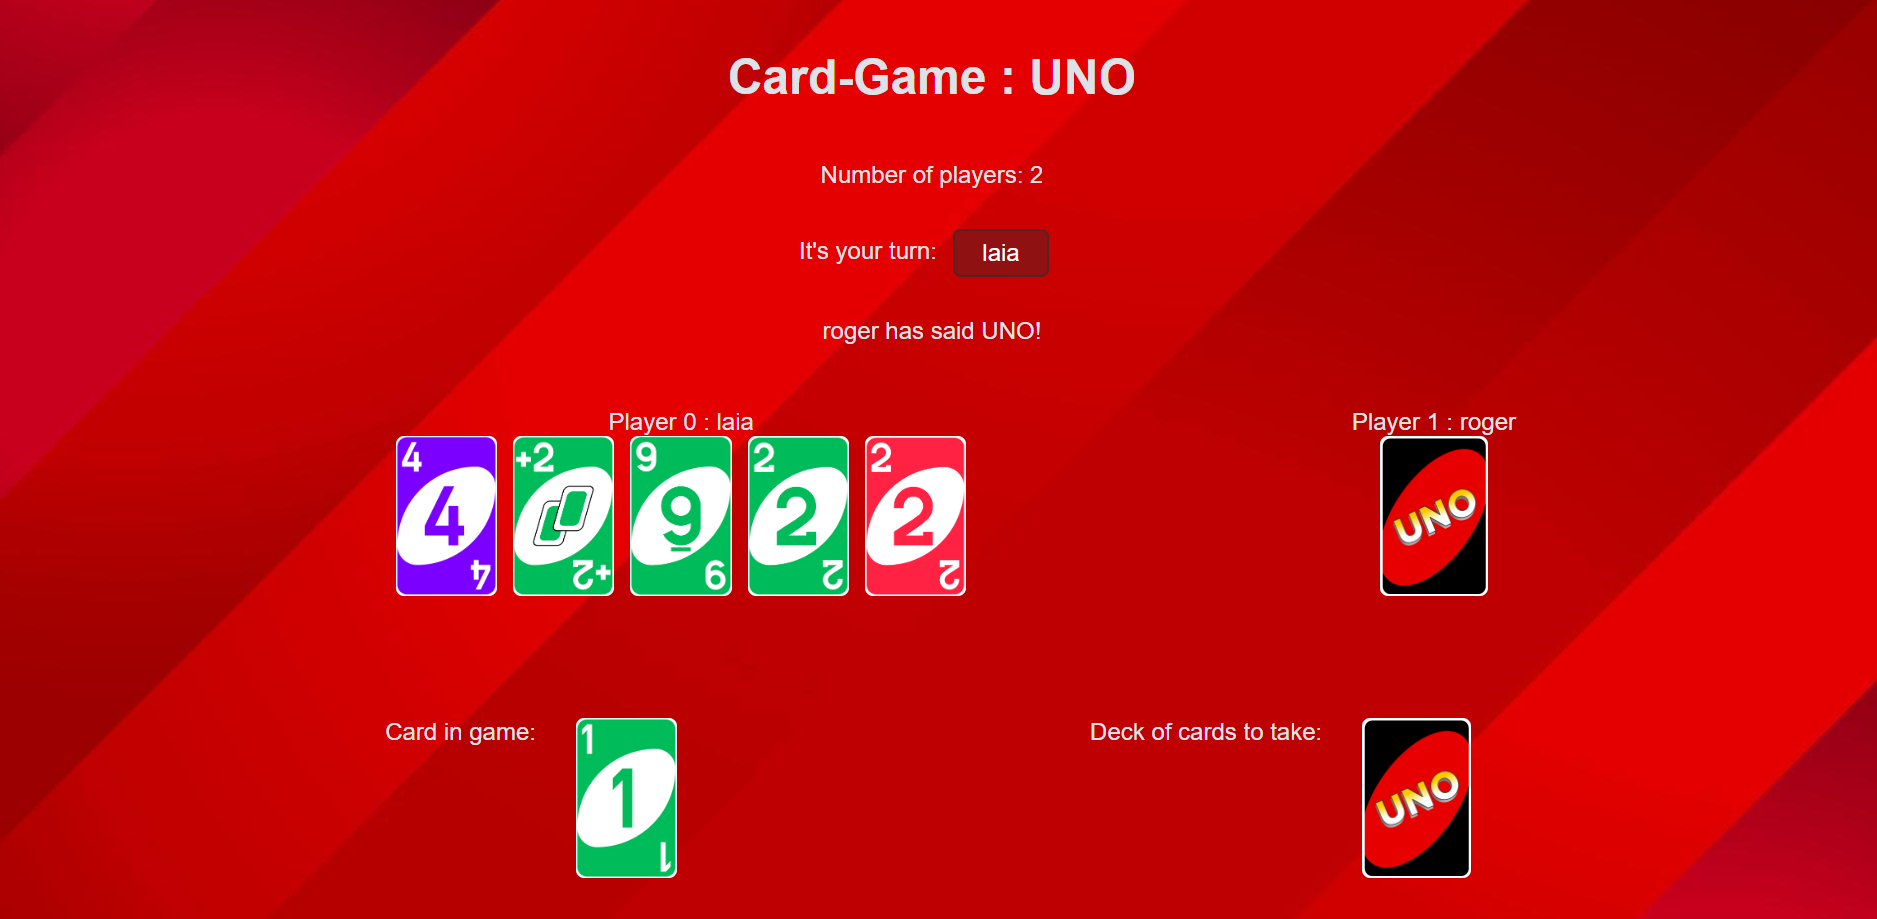 Card-Game : UNO
Number of players: 2
It's your turn: laia
roger has said UNO!
Player 0 : laia
Player 1 : roger
4 +2 9 2 2
4 9 2 2 UNO
4 +2 9 2 2
Card in game:
1
1
1
Deck of cards to take:
UNO